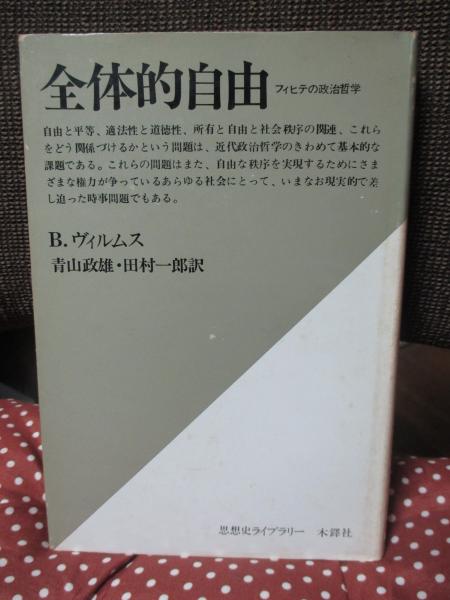 全体的自由 フィヒテの政治哲学
自由と平等、適法性と道徳性、所有と自由と社会秩序の関連、これら
をどう関係づけるかという問題は、近代政治哲学のきわめて基本的な
課題である。これらの問題はまた、自由な秩序を実現するためにさま
ざまな権力が争っているあらゆる社会にとって、いまなお現実的で差
し迫った時事問題でもある。
B.ヴィルムス
青山政雄・田村一郎訳
思想史ライブラリー 木鐸社